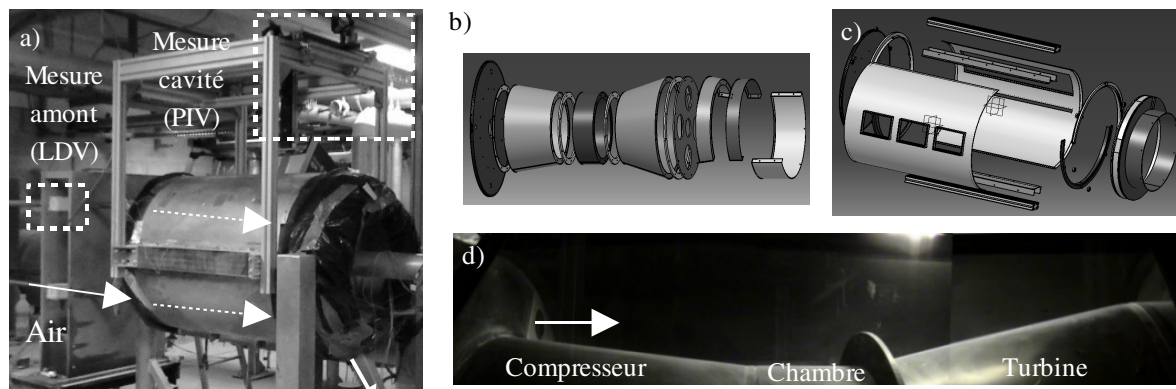 a)
Mesure
amont
(LDV)
Mesure
cavité
(PIV)
Air
b)
c)
d)
Compresseur
Chambre
Turbine